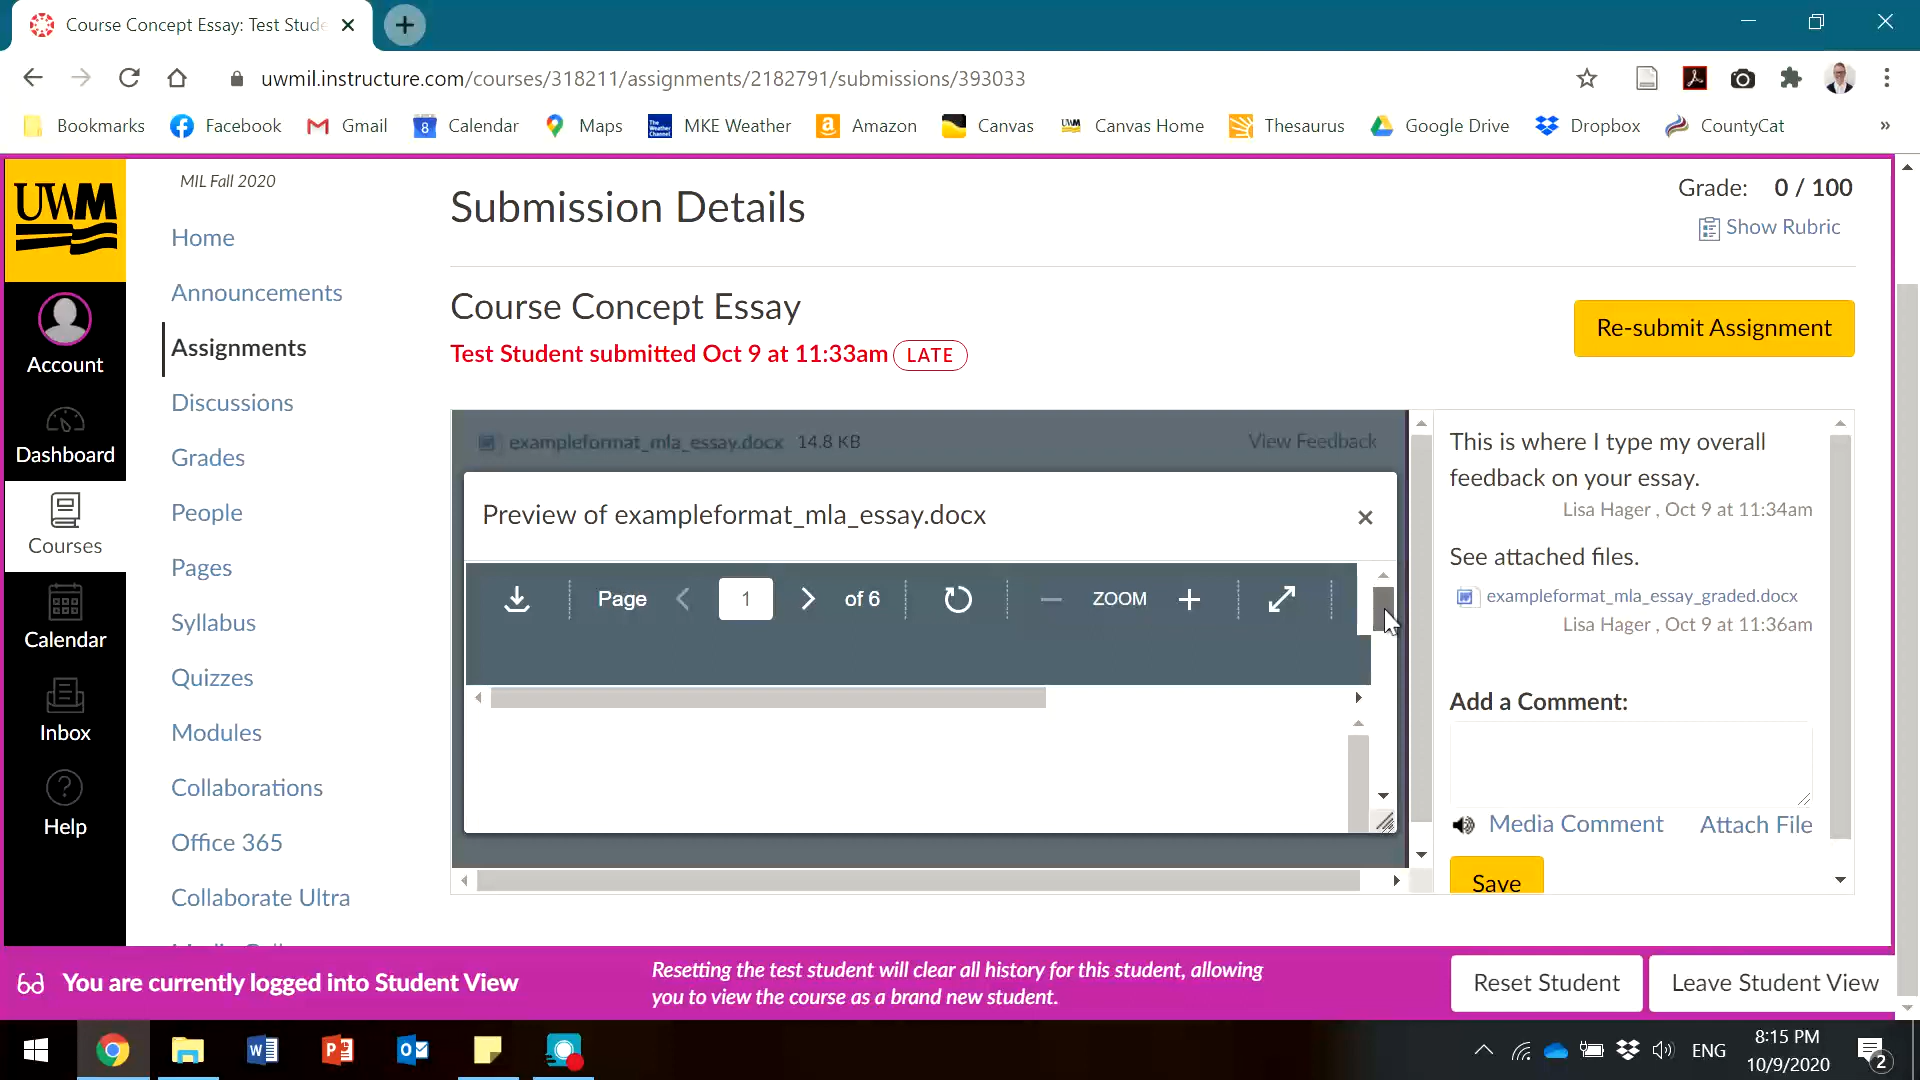 Course Concept Essay: Test Stude
uwmil.instructure.com/courses/318211/assignments/2182791/submissions/393033
Bookmarks Facebook Gmail 8 Calendar Maps The Weather Channel MKE Weather Amazon Canvas UWM Canvas Home Thesaurus Google Drive Dropbox CountyCat »
UWM
Account
Dashboard
Courses
Calendar
Inbox
Help
MIL Fall 2020
Home
Announcements
Assignments
Discussions
Grades
People
Pages
Syllabus
Quizzes
Modules
Collaborations
Office 365
Collaborate Ultra
Submission Details
Grade: 0 / 100
Show Rubric
Course Concept Essay
Re-submit Assignment
Test Student submitted Oct 9 at 11:33am LATE
exampleformat_mla_essay.docx 14.8 KB View Feedback
Preview of exampleformat_mla_essay.docx
Page 1 of 6 ZOOM
This is where I type my overall
feedback on your essay.
Lisa Hager , Oct 9 at 11:34am
See attached files.
exampleformat_mla_essay_graded.docx
Lisa Hager , Oct 9 at 11:36am
Add a Comment:
Media Comment Attach File
Save
You are currently logged into Student View
Resetting the test student will clear all history for this student, allowing
you to view the course as a brand new student.
Reset Student
Leave Student View
ENG
8:15 PM
10/9/2020
2